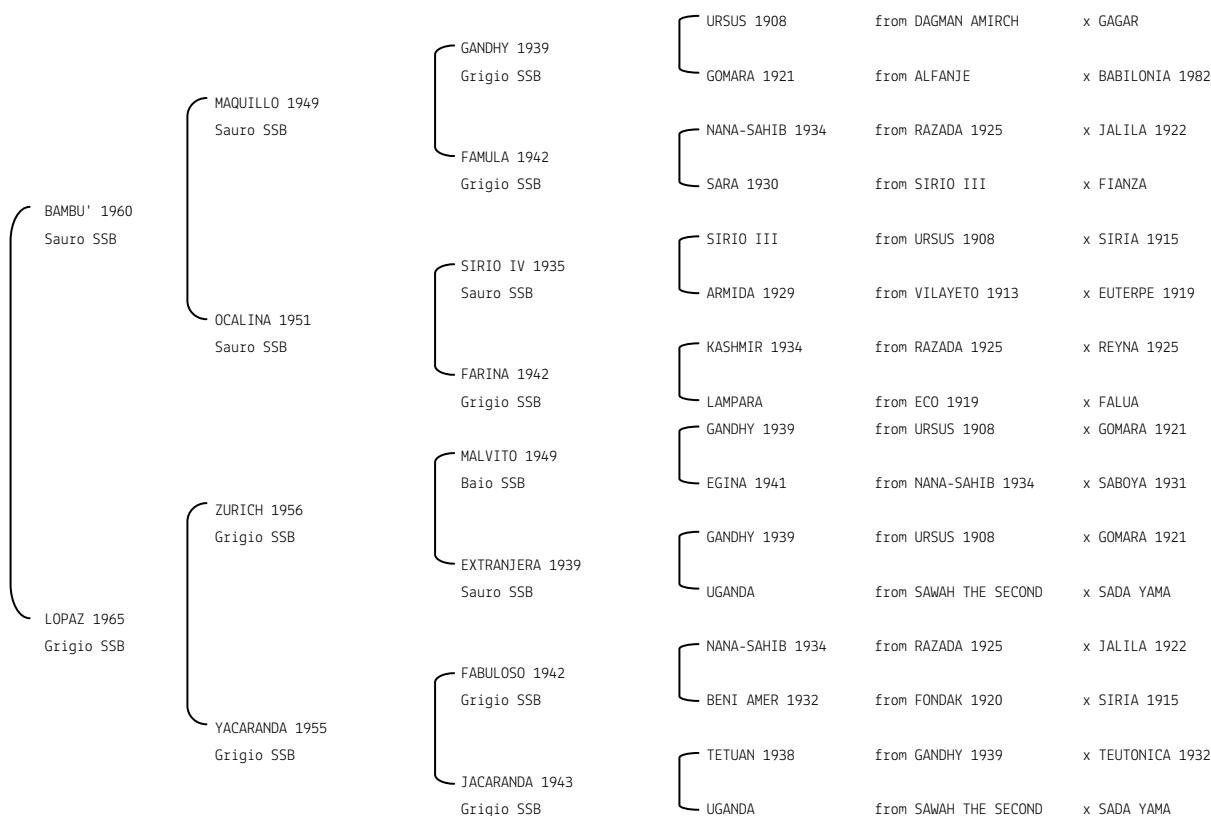 URSUS 1908 from DAGMAN AMIRCH x GAGAR
GANDHY 1939
Grigio SSB
GOMARA 1921 from ALFANJE x BABILONIA 1982
MAQUILLO 1949
Sauro SSB
NANA-SAHIB 1934 from RAZADA 1925 x JALILA 1922
FAMULA 1942
Grigio SSB
SARA 1930 from SIRIO III x FIANZA
BAMBU' 1960
Sauro SSB
SIRIO III from URSUS 1908 x SIRIA 1915
SIRIO IV 1935
Sauro SSB
ARMIDA 1929 from VILAYETO 1913 x EUTERPE 1919
OCALINA 1951
Sauro SSB
KASHMIR 1934 from RAZADA 1925 x REYNA 1925
FARINA 1942
Grigio SSB
LAMPARA from ECO 1919 x FALUA
GANDHY 1939 from URSUS 1908 x GOMARA 1921
MALVITO 1949
Baio SSB
EGINA 1941 from NANA-SAHIB 1934 x SABOYA 1931
ZURICH 1956
Grigio SSB
GANDHY 1939 from URSUS 1908 x GOMARA 1921
EXTRANJERA 1939
Sauro SSB
UGANDA from SAWAH THE SECOND x SADA YAMA
LOPAZ 1965
Grigio SSB
NANA-SAHIB 1934 from RAZADA 1925 x JALILA 1922
FABULOSO 1942
Grigio SSB
BENI AMER 1932 from FONDAK 1920 x SIRIA 1915
YACARANDA 1955
Grigio SSB
TETUAN 1938 from GANDHY 1939 x TEUTONICA 1932
JACARANDA 1943
Grigio SSB
UGANDA from SAWAH THE SECOND x SADA YAMA